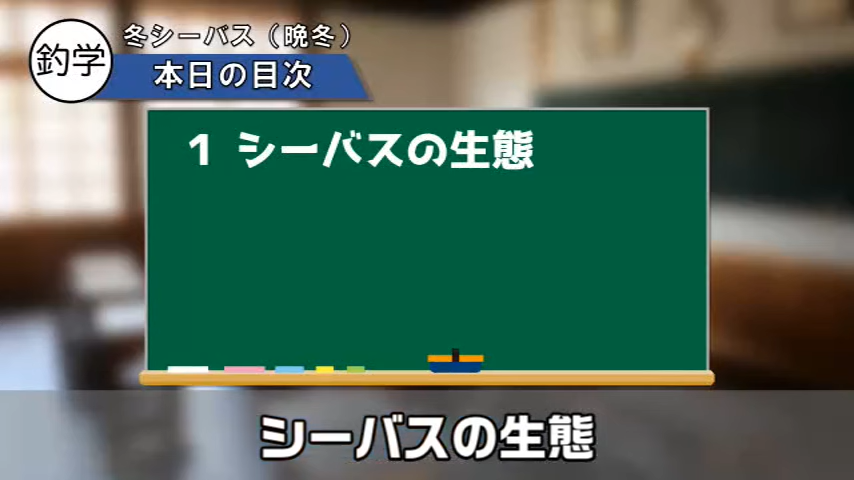 釣学
冬シーバス（晩冬）
本日の目次
1 シーバスの生態
シーバスの生態